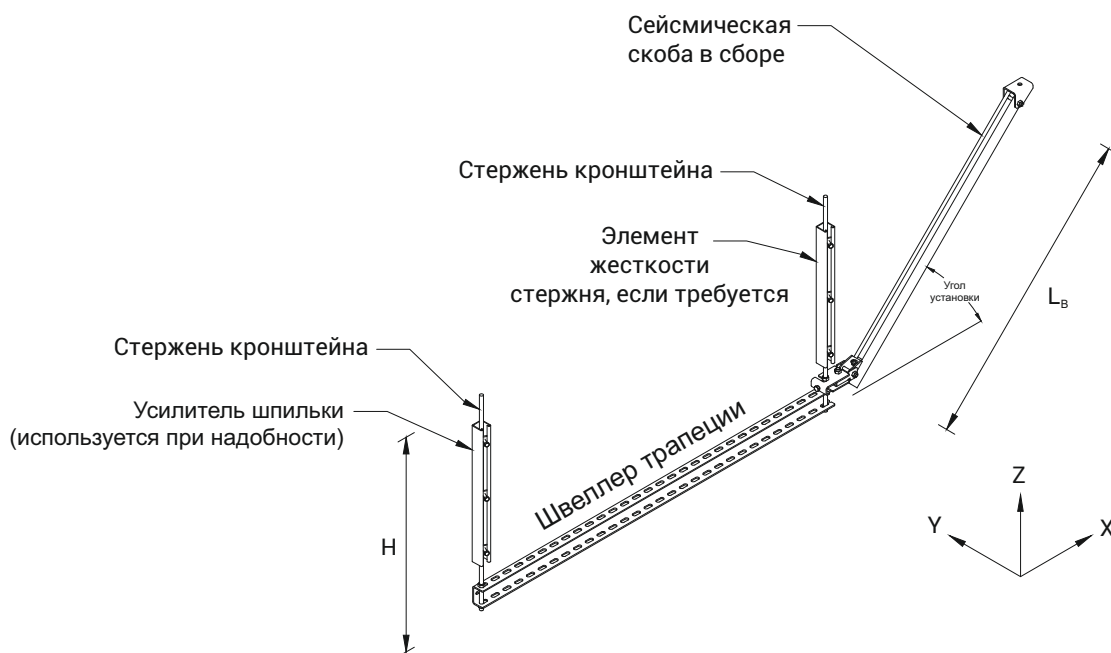 Сейсмическая
скоба в сборе
Стержень кронштейна
Элемент
жесткости
стержня, если требуется
Угол
установки
L_B
Стержень кронштейна
Усилитель шпильки
(используется при надобности)
Швеллер трапеции
H
Z
Y
X